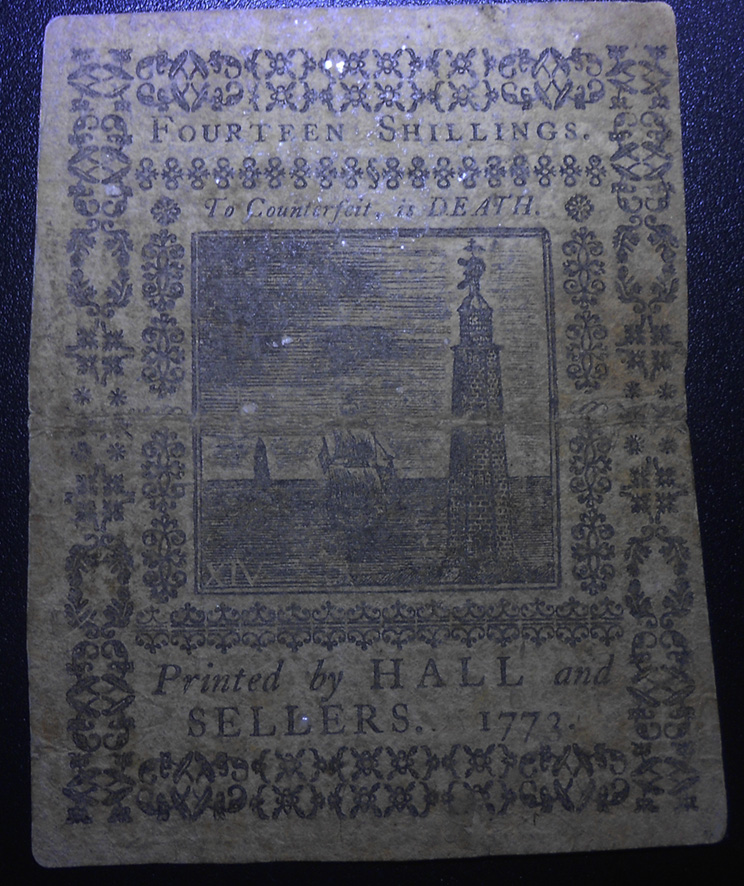 FOURTEEN SHILLINGS.
To Counterfeit, is DEATH.
XIV
Printed by HALL and
SELLERS. 1773.